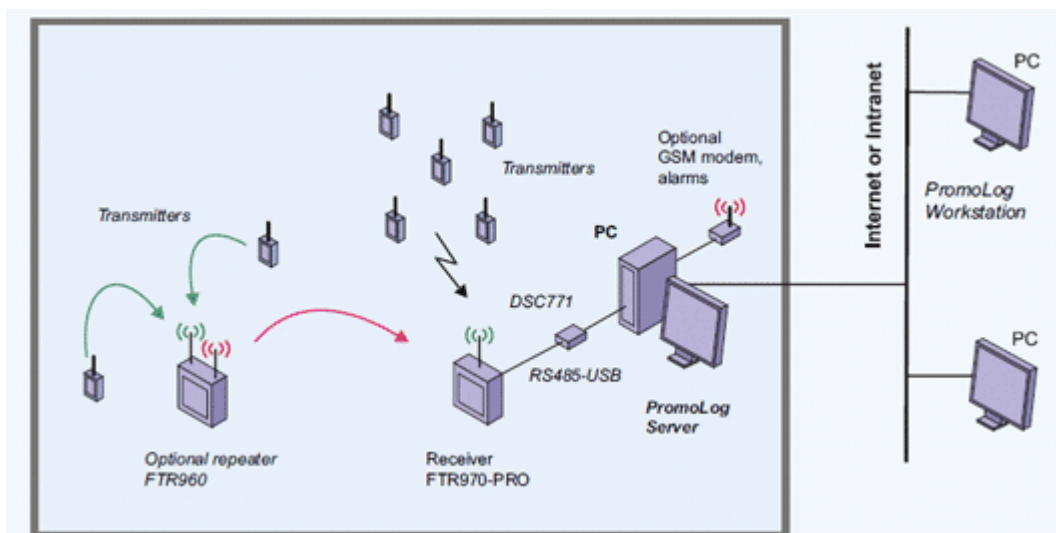 PC
Optional
GSM modem,
alarms
Transmitters
PromoLog
Workstation
Internet or Intranet
Transmitters
PC
DSC771
PC
RS485-USB
PromoLog
Server
Optional repeater
FTR960
Receiver
FTR970-PRO